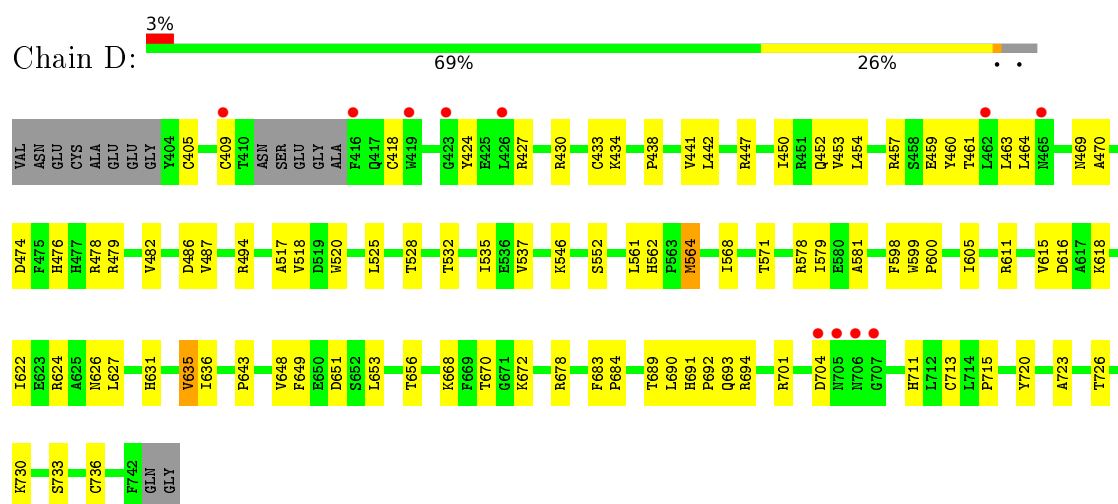 3%
Chain D:
69% 26% • •
VAL ASN GLU CYS ALA GLU GLU GLY Y404 C405 C409 T410 ASN SER GLU GLY ALA F416 Q417 C418 W419 G423 Y424 E425 L426 R427 R430 C433 K434 P438 V441 L442 R447 I450 R451 Q452 V453 L454 R457 S458 E459 Y460 T461 L462 L463 L464 N465 N469 A470
D474 F475 H476 H477 R478 R479 V482 D486 V487 R494 A517 V518 D519 W520 L525 T528 T532 I535 E536 V537 K546 S552 L561 H562 P563 M564 I568 T571 R578 I579 E580 A581 F598 W599 P600 I605 R611 V615 D616 A617 K618
I622 E623 R624 A625 N626 L627 H631 V635 I636 P643 V648 F649 E650 D651 S652 L653 T656 K668 F669 T670 G671 K672 R678 F683 P684 T689 L690 H691 P692 Q693 R694 R701 D704 N705 N706 G707 H711 L712 C713 L714 P715 Y720 A723 T726
K730 S733 C736 F742 GLN GLY